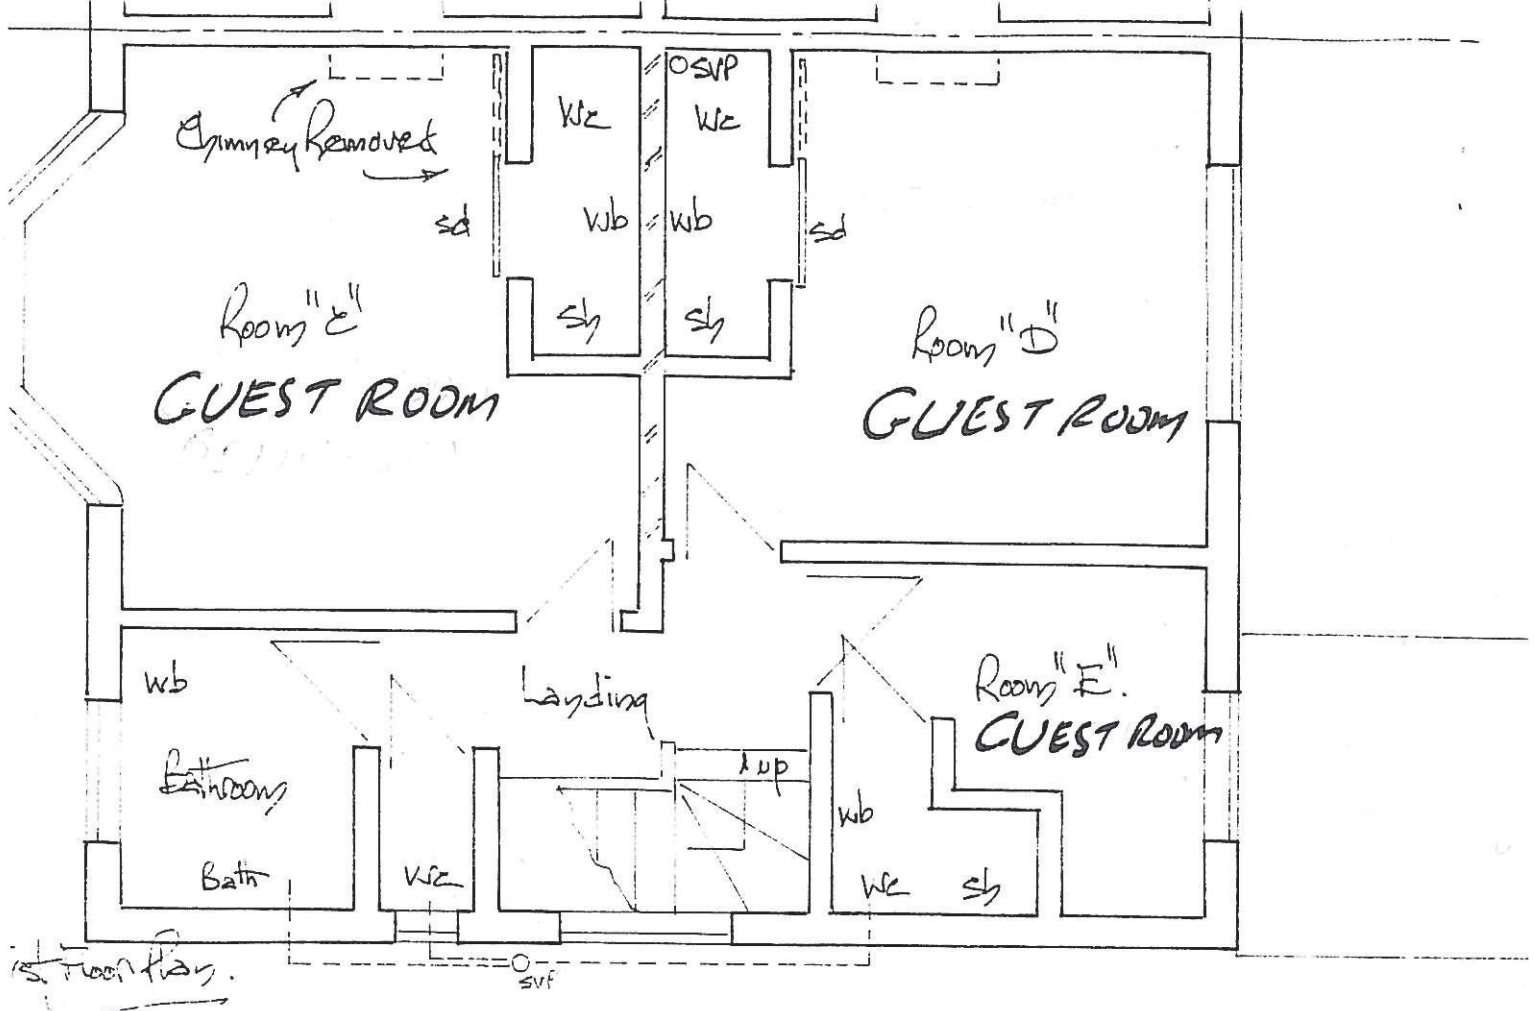 SVP
Wc
Wc
Chimney Removed
sd
Wb
wb
sd
Room "C"
Sh
Sh
Room "D"
GUEST ROOM
GUEST ROOM
wb
Landing
Room "E".
GUEST ROOM
up
Bathroom
wb
Bath
Wc
Wc
Sh
1st Floor Plan.
SVP